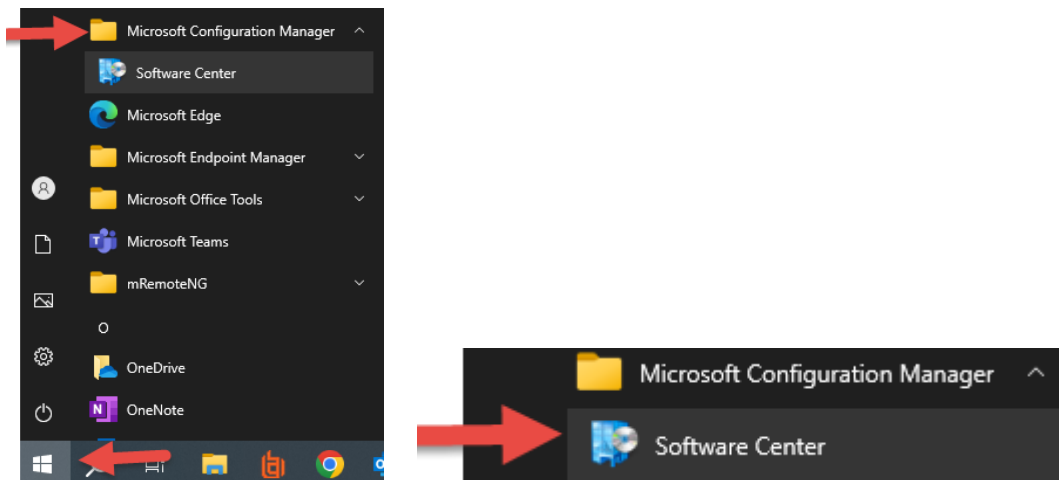 Microsoft Configuration Manager
Software Center
Microsoft Edge
Microsoft Endpoint Manager
Microsoft Office Tools
Microsoft Teams
mRemoteNG
O
OneDrive
OneNote
Microsoft Configuration Manager
Software Center